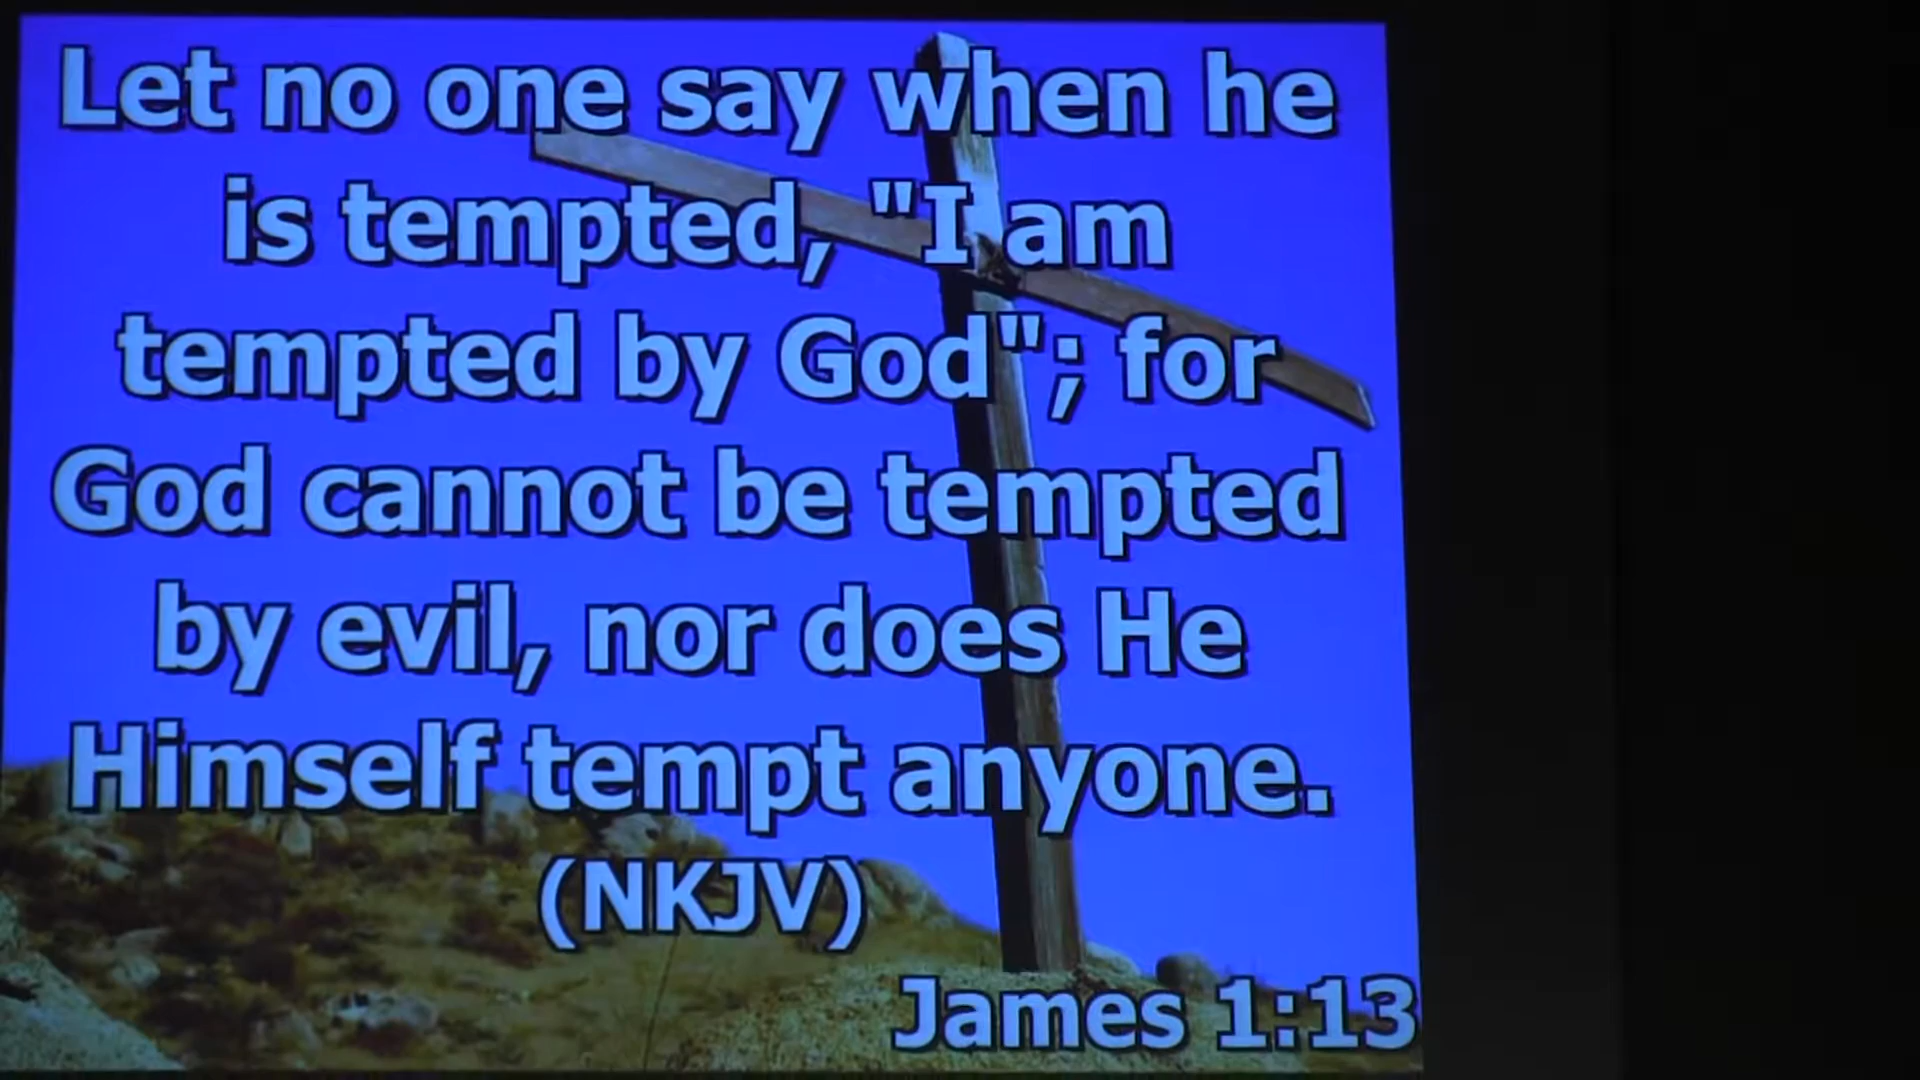 Let no one say when he
is tempted, "I am
tempted by God"; for
God cannot be tempted
by evil, nor does He
Himself tempt anyone.
(NKJV)
James 1:13